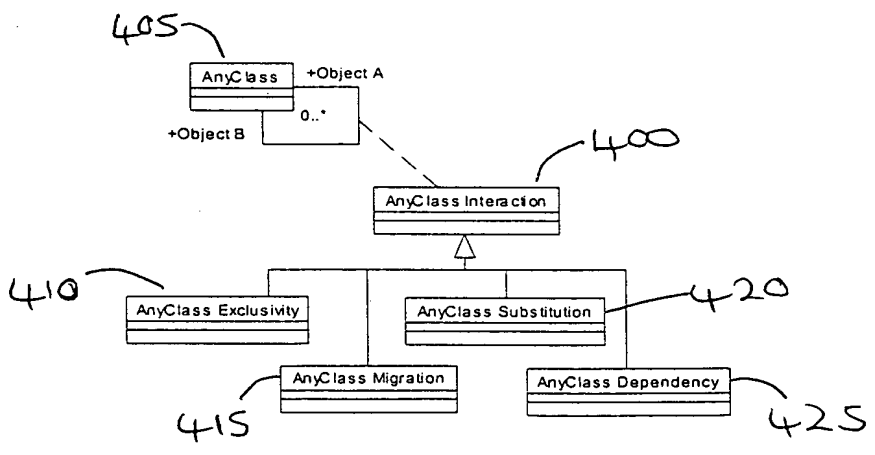 405
AnyClass
+Object A
0..*
+Object B
400
AnyClass Interaction
410
AnyClass Exclusivity
AnyClass Substitution
420
AnyClass Migration
AnyClass Dependency
415
425